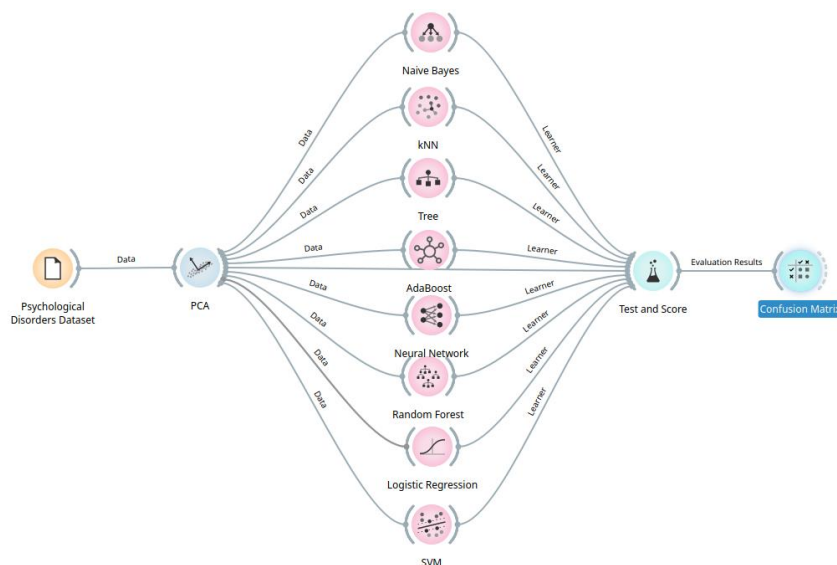 Naive Bayes
Data
Learner
kNN
Data
Learner
Tree
Data
Learner
Psychological
Disorders Dataset
Data
PCA
Data
AdaBoost
Learner
Test and Score
Evaluation Results
Confusion Matrix
Data
Neural Network
Learner
Data
Random Forest
Learner
Data
Logistic Regression
Learner
Data
SVM
Learner